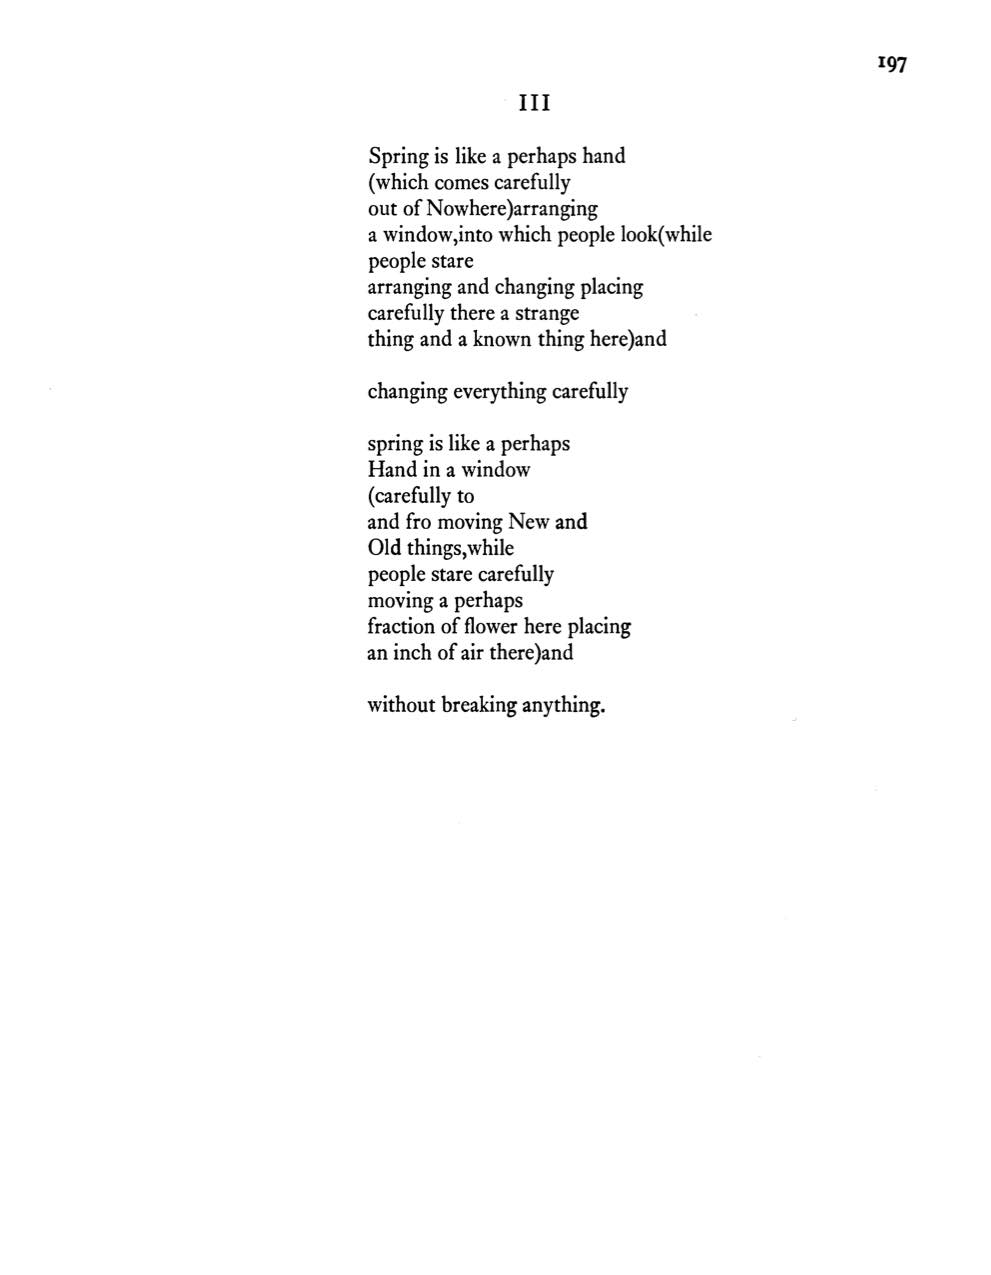 197
III
Spring is like a perhaps hand
(which comes carefully
out of Nowhere)arranging
a window,into which people look(while
people stare
arranging and changing placing
carefully there a strange
thing and a known thing here)and
changing everything carefully
spring is like a perhaps
Hand in a window
(carefully to
and fro moving New and
Old things,while
people stare carefully
moving a perhaps
fraction of flower here placing
an inch of air there)and
without breaking anything.